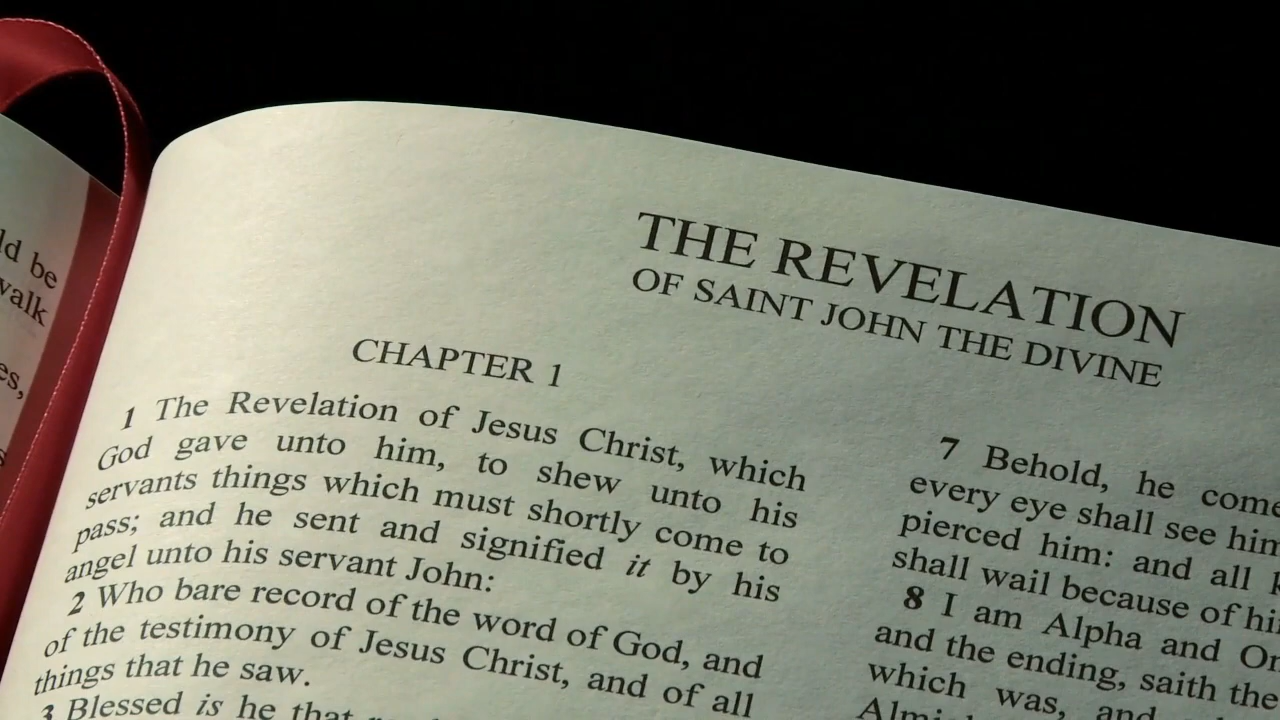 ld be
walk
es,
s
THE REVELATION
OF SAINT JOHN THE DIVINE
CHAPTER 1
1 The Revelation of Jesus Christ, which
God gave unto him, to shew unto his
servants things which must shortly come to
pass; and he sent and signified it by his
angel unto his servant John:
2 Who bare record of the word of God, and
of the testimony of Jesus Christ, and of all
things that he saw.
3 Blessed is he that
7 Behold, he come
every eye shall see him
pierced him: and all k
shall wail because of hi
8 I am Alpha and On
and the ending, saith the
which was, and
Almi